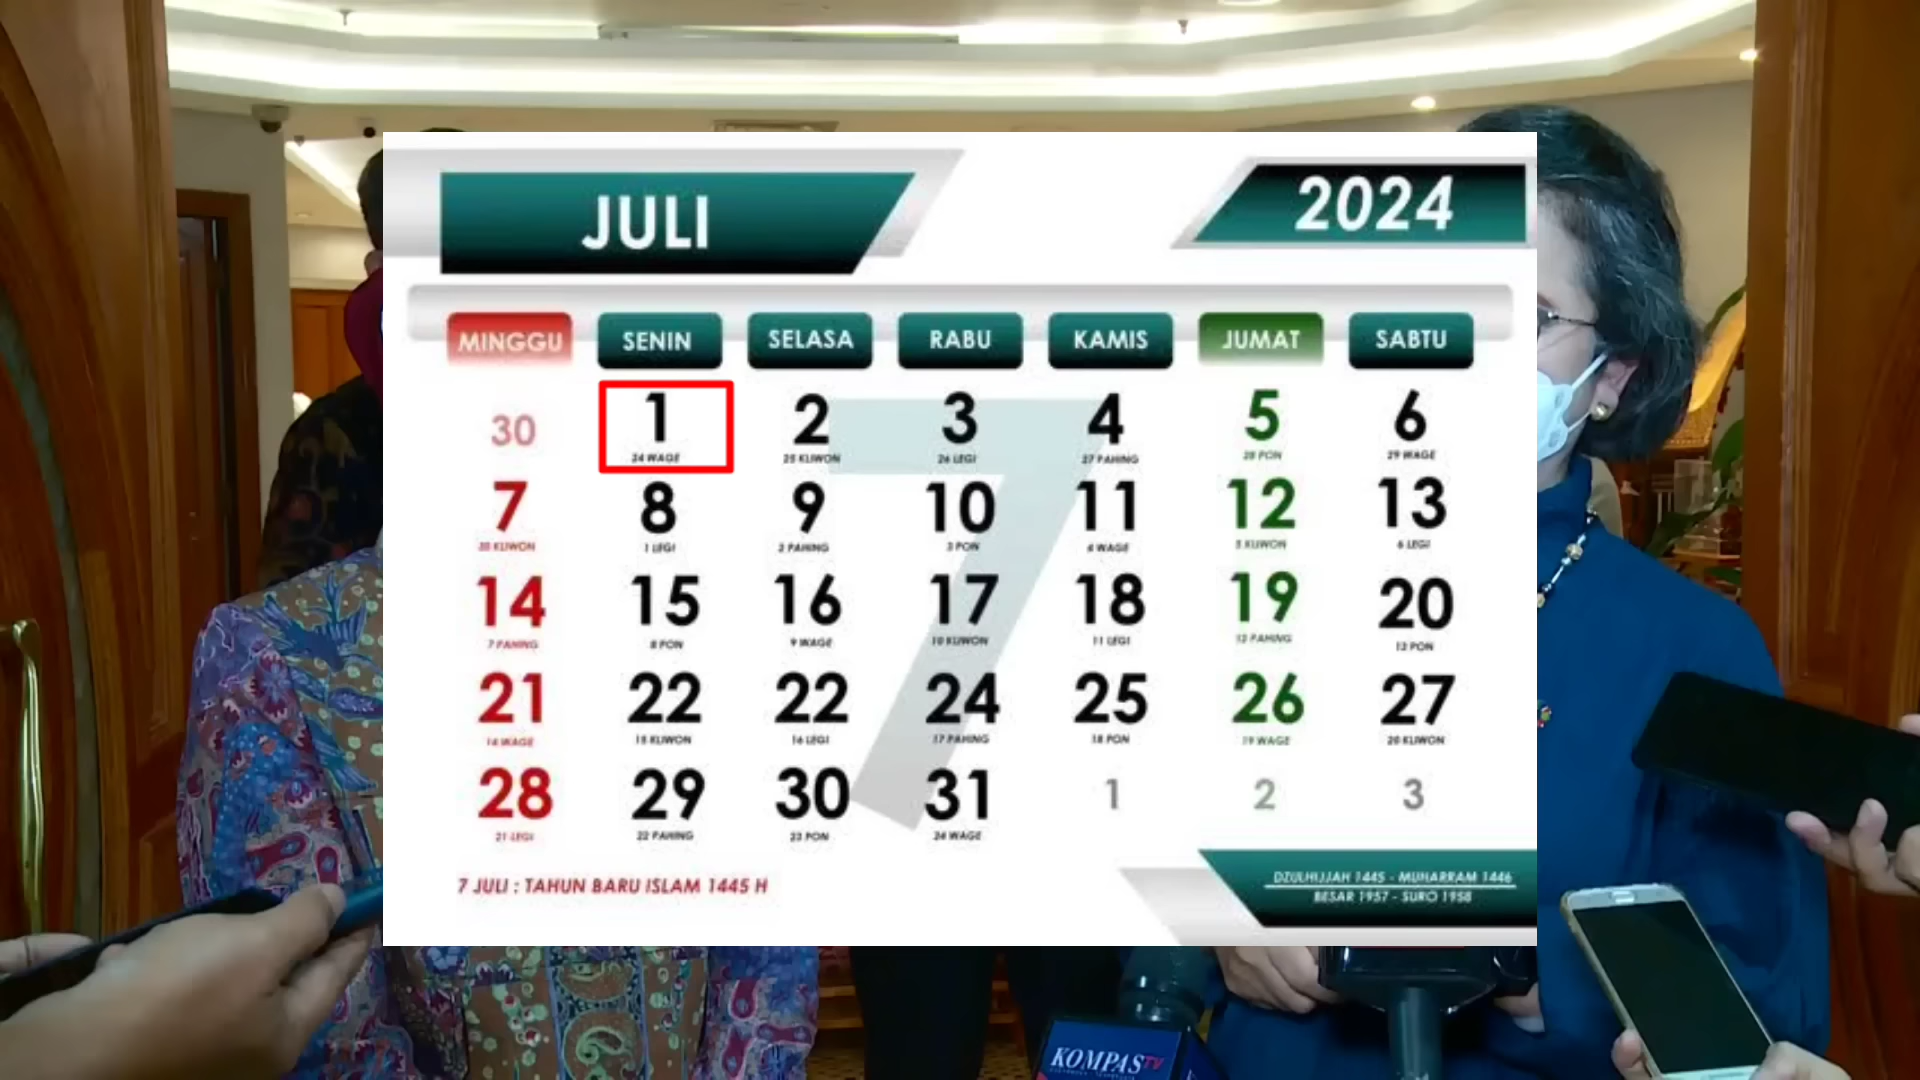 JULI
2024
MINGGU SENIN SELASA RABU KAMIS JUMAT SABTU
30 1 2 3 4 5 6
24 WAGE 25 KLIWON 26 LEGI 27 PAHING 28 PON 29 WAGE
7 8 9 10 11 12 13
30 KLIWON 1 LEGI 2 PAHING 3 PON 4 WAGE 5 KLIWON 6 LEGI
14 15 16 17 18 19 20
7 PAHING 8 PON 9 WAGE 10 KLIWON 11 LEGI 12 PAHING 13 PON
21 22 22 24 25 26 27
14 WAGE 15 KLIWON 16 LEGI 17 PAHING 18 PON 19 WAGE 20 KLIWON
28 29 30 31 1 2 3
21 LEGI 22 PAHING 23 PON 24 WAGE
7
7 JULI : TAHUN BARU ISLAM 1445 H
DZULHIJJAH 1445 - MUHARRAM 1446
BESAR 1957 - SURO 1958
KOMPAS TV